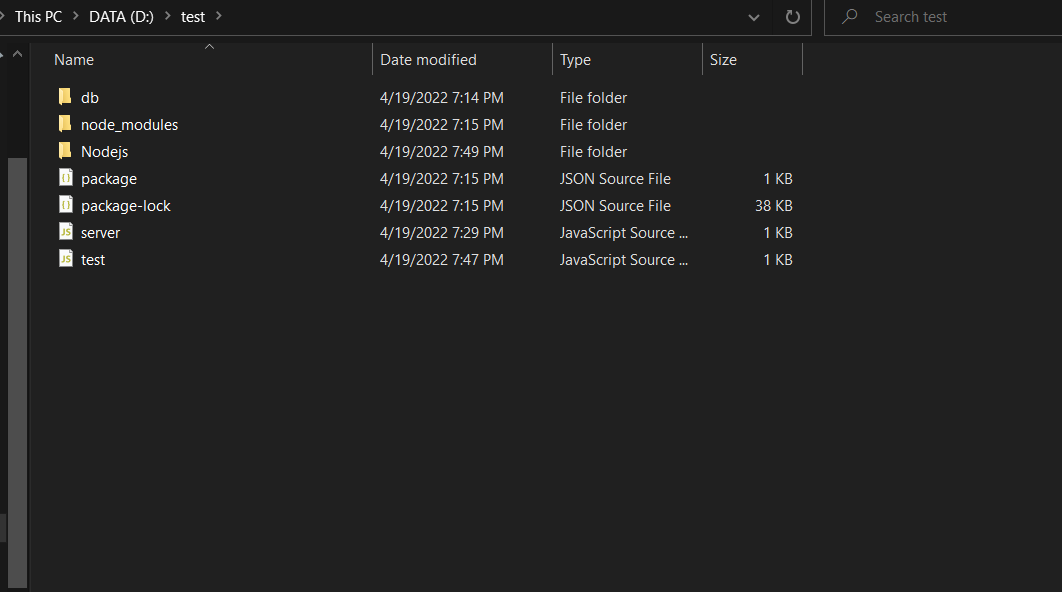 This PC > DATA (D:) > test >
Search test
Name Date modified Type Size
db 4/19/2022 7:14 PM File folder
node_modules 4/19/2022 7:15 PM File folder
Nodejs 4/19/2022 7:49 PM File folder
package 4/19/2022 7:15 PM JSON Source File 1 KB
package-lock 4/19/2022 7:15 PM JSON Source File 38 KB
server 4/19/2022 7:29 PM JavaScript Source ... 1 KB
test 4/19/2022 7:47 PM JavaScript Source ... 1 KB